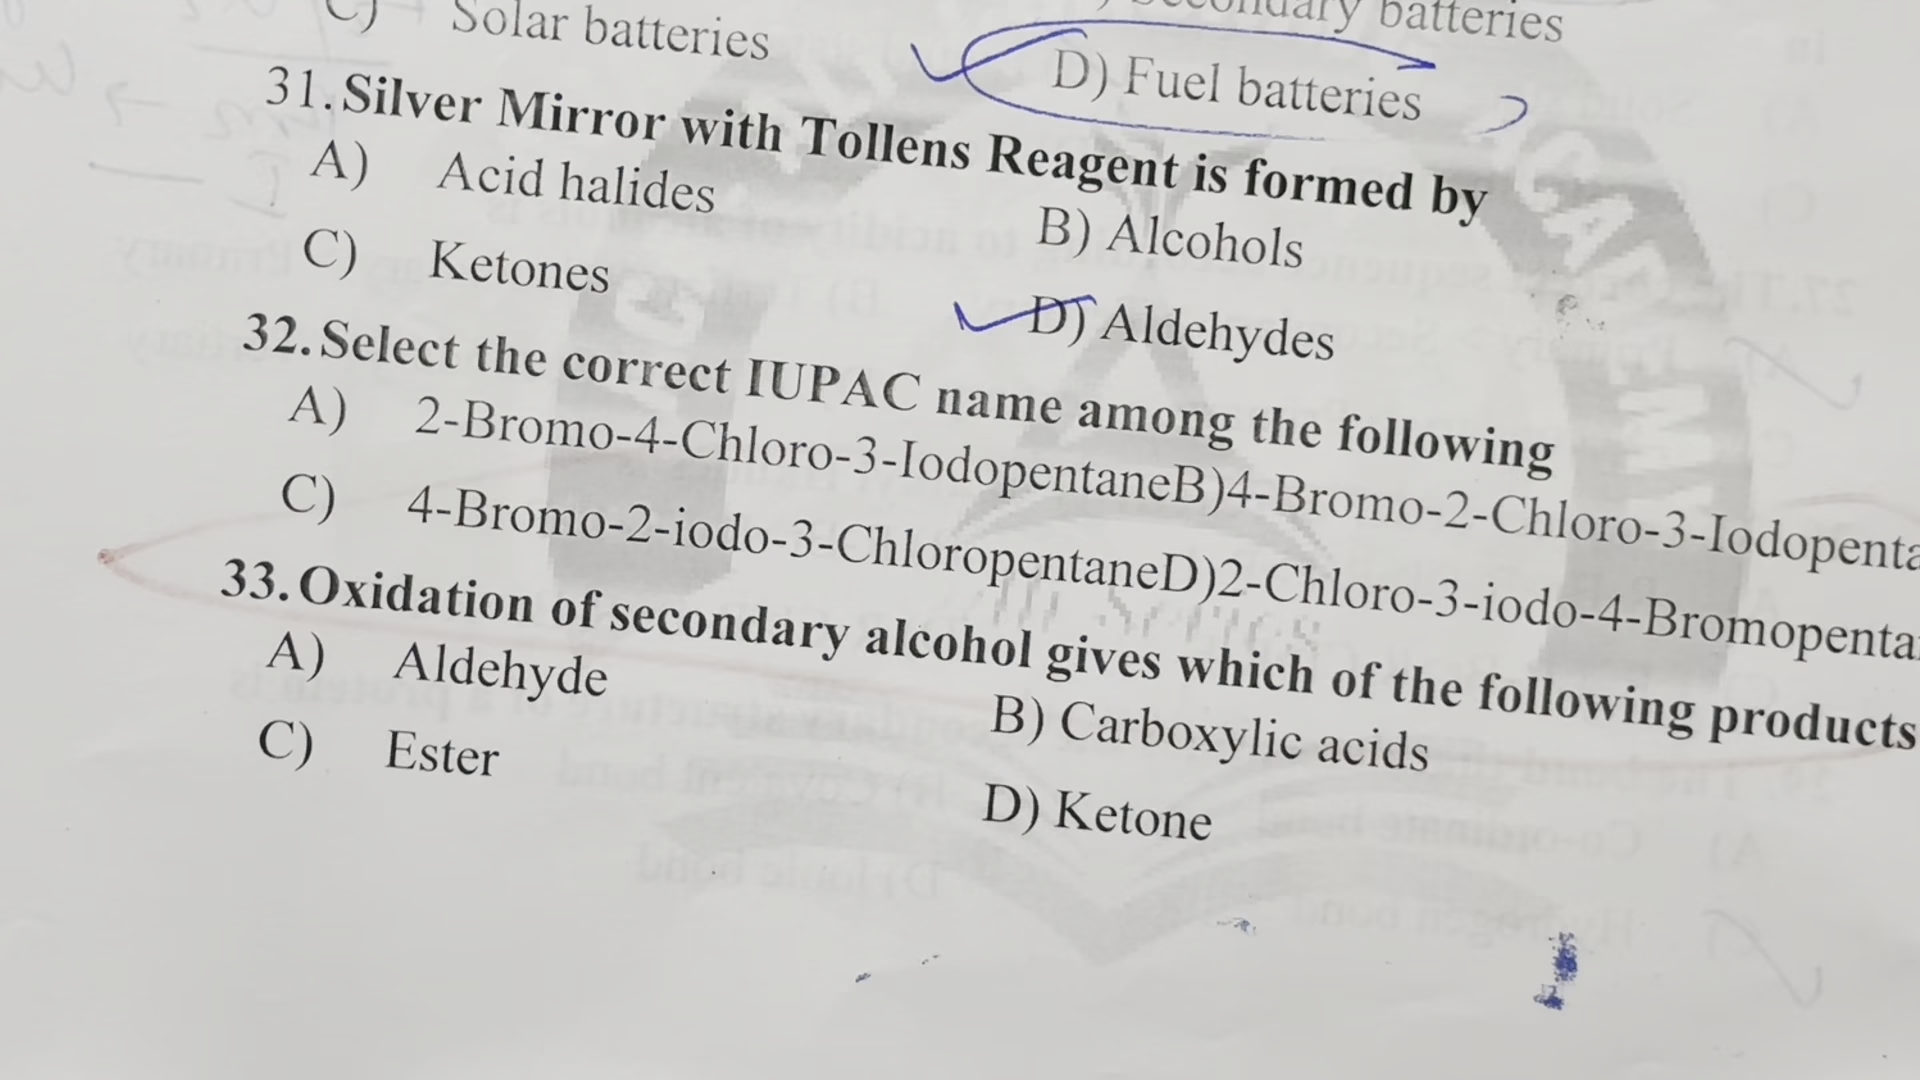 C) Solar batteries
batteries
D) Fuel batteries
31. Silver Mirror with Tollens Reagent is formed by
A) Acid halides
B) Alcohols
C) Ketones
D) Aldehydes
32. Select the correct IUPAC name among the following
A) 2-Bromo-4-Chloro-3-IodopentaneB)4-Bromo-2-Chloro-3-Iodopenta
C) 4-Bromo-2-iodo-3-ChloropentaneD)2-Chloro-3-iodo-4-Bromopenta
33. Oxidation of secondary alcohol gives which of the following products
A) Aldehyde
B) Carboxylic acids
C) Ester
D) Ketone